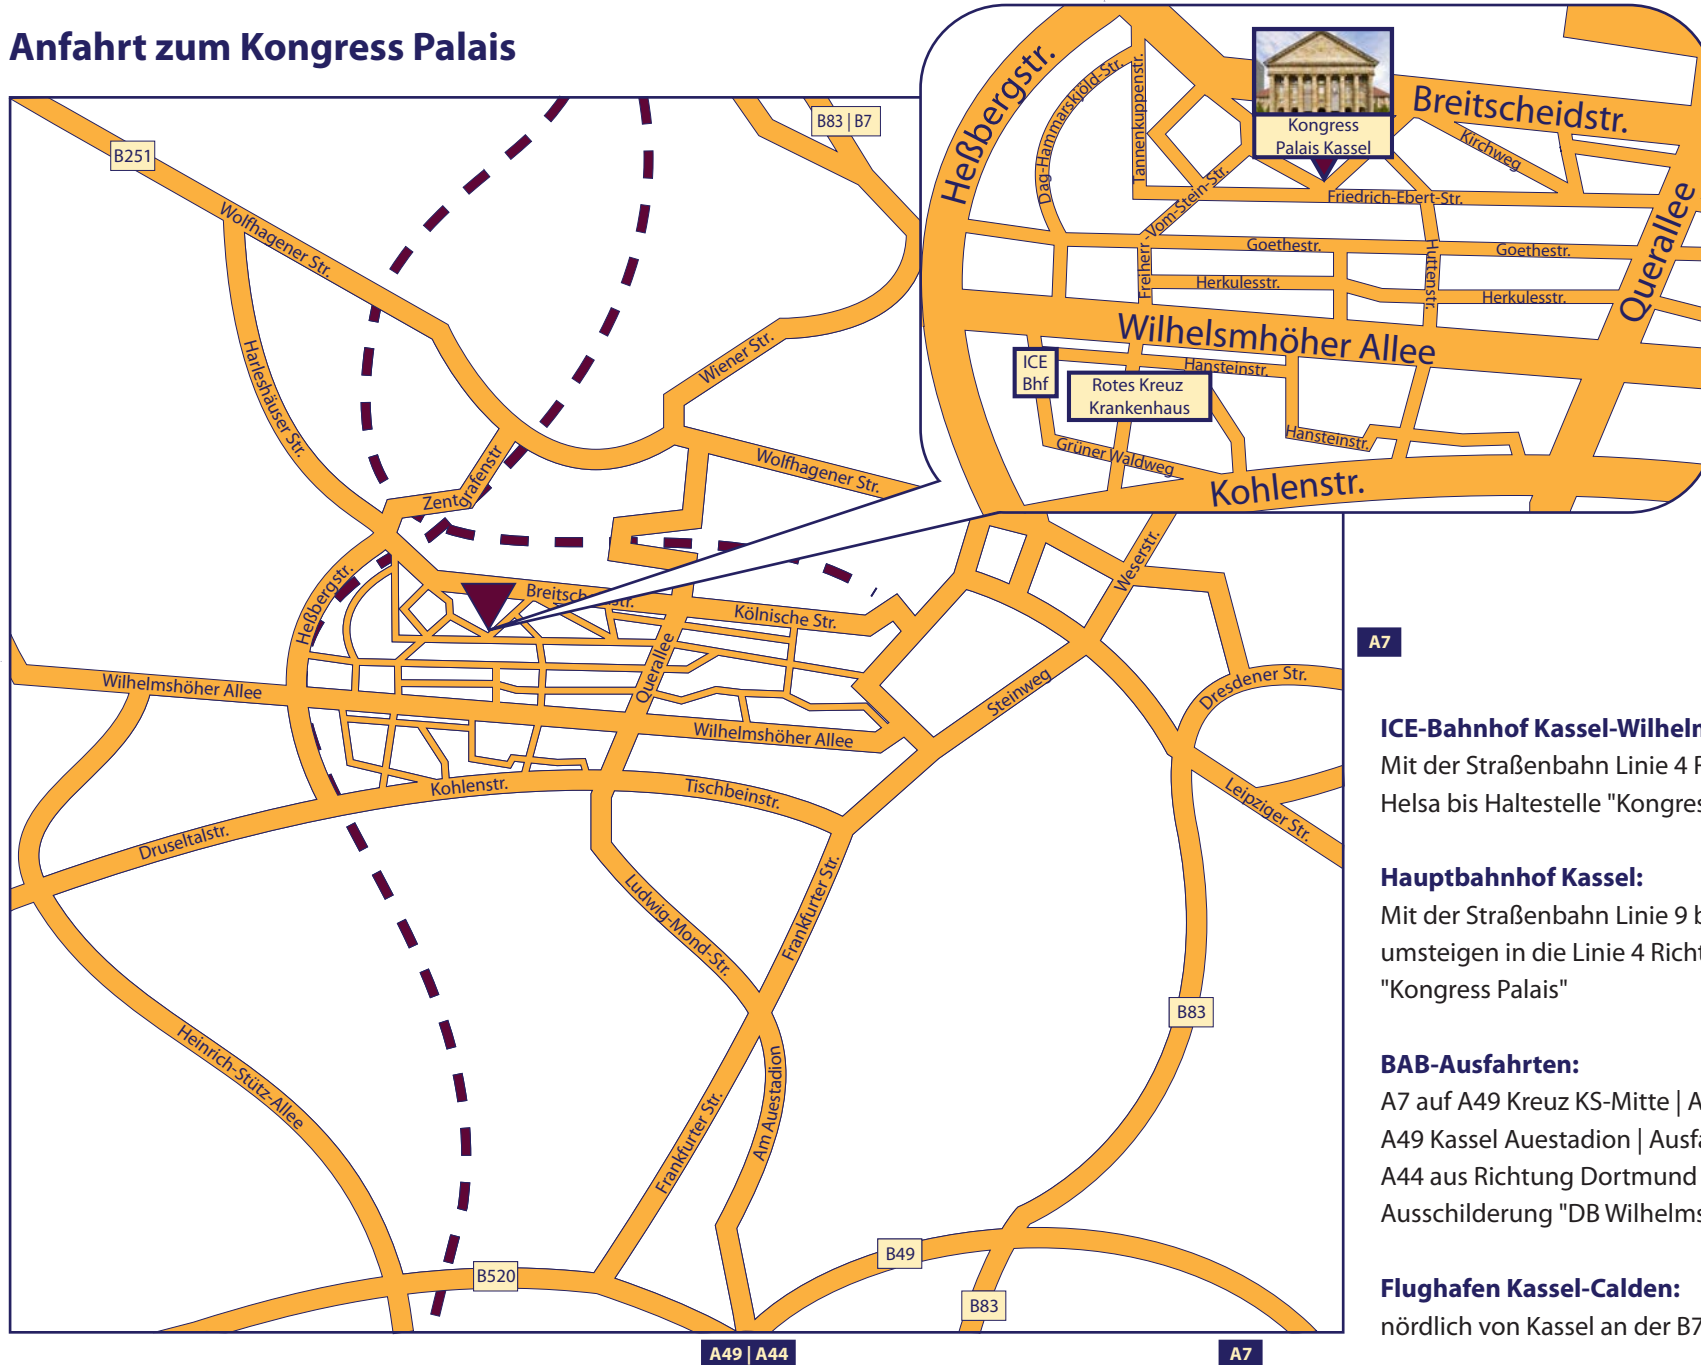 Anfahrt zum Kongress Palais
B251
B83 | B7
Wolfhagener Str.
Harleshäuser Str.
Wiener Str.
Zentgrafenstr
Wolfhagener Str.
Heßbergstr.
Kölnische Str.
Querallee
Wilhelmshöher Allee
Wilhelmshöher Allee
Kohlenstr.
Tischbeinstr.
Druseltalstr.
Ludwig-Mond-Str.
Frankfurter Str.
Steinweg
Weserstr.
Dresdener Str.
Leipziger Str.
Heinrich-Stütz-Allee
Frankfurter Str.
Am Auestadion
B83
B49
B520
B83
A49 | A44
A7
A7
Heßbergstr.
Dag-Hammarskjöld-Str.
Tannenkuppenstr.
Kongress
Palais Kassel
Breitscheidstr.
Kirchweg
Freiherr-Vom-Stein-Str.
Friedrich-Ebert-Str.
Goethestr.
Goethestr.
Huttenstr.
Herkulesstr.
Herkulesstr.
Querallee
Wilhelsmhöher Allee
ICE
Bhf
Rotes Kreuz
Krankenhaus
Hansteinstr.
Hansteinstr.
Grüner Waldweg
Kohlenstr.
ICE-Bahnhof Kassel-Wilheln
Mit der Straßenbahn Linie 4
Helsa bis Haltestelle "Kongres
Hauptbahnhof Kassel:
Mit der Straßenbahn Linie 9 b
umsteigen in die Linie 4 Richt
"Kongress Palais"
BAB-Ausfahrten:
A7 auf A49 Kreuz KS-Mitte | A
A49 Kassel Auestadion | Ausfa
A44 aus Richtung Dortmund
Ausschilderung "DB Wilhelms
Flughafen Kassel-Calden:
nördlich von Kassel an der B7